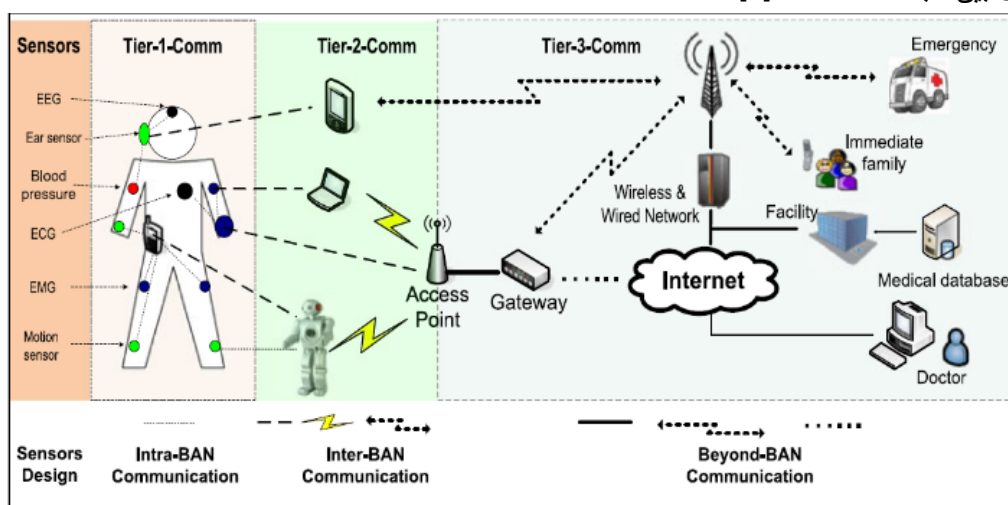 Sensors
Tier-1-Comm
Tier-2-Comm
Tier-3-Comm
Emergency
EEG
Ear sensor
Blood
pressure
ECG
EMG
Motion
sensor
Immediate
family
Wireless &
Wired Network
Facility
Access
Point
Gateway
Internet
Medical database
Doctor
Sensors
Design
Intra-BAN
Communication
Inter-BAN
Communication
Beyond-BAN
Communication